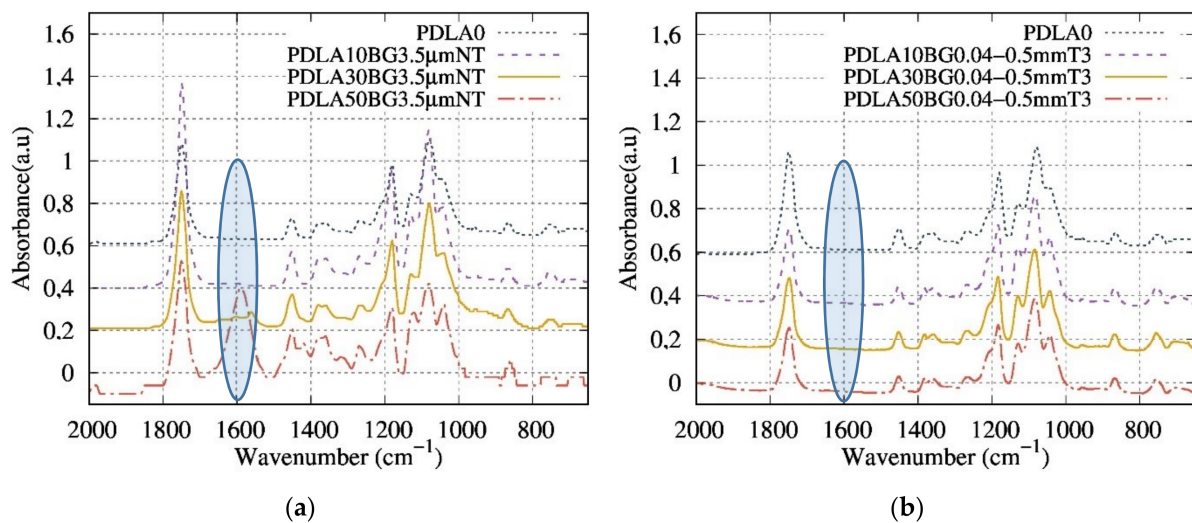 PDLA0
PDLA10BG3.5μmNT
PDLA30BG3.5μmNT
PDLA50BG3.5μmNT
1.6
1.4
1.2
1
0.8
0.6
0.4
0.2
0
Absorbance(a.u)
2000 1800 1600 1400 1200 1000 800
Wavenumber (cm⁻¹)
(a)
PDLA0
PDLA10BG0.04−0.5mmT3
PDLA30BG0.04−0.5mmT3
PDLA50BG0.04−0.5mmT3
1.6
1.4
1.2
1
0.8
0.6
0.4
0.2
0
Absorbance(a.u)
2000 1800 1600 1400 1200 1000 800
Wavenumber (cm⁻¹)
(b)